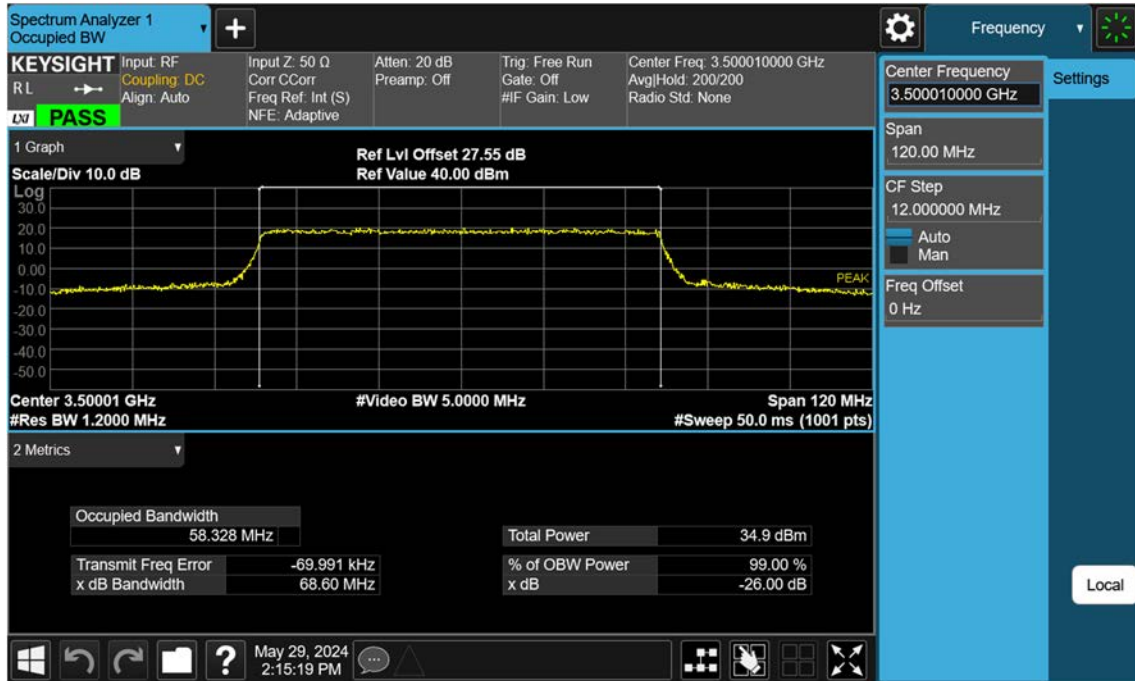 Spectrum Analyzer 1
Occupied BW
Frequency
KEYSIGHT
Input: RF
Coupling: DC
Align: Auto
Input Z: 50 Ω
Corr CCorr
Freq Ref: Int (S)
NFE: Adaptive
Atten: 20 dB
Preamp: Off
Trig: Free Run
Gate: Off
#IF Gain: Low
Center Freq: 3.500010000 GHz
Avg|Hold: 200/200
Radio Std: None
R L
LXI
PASS
1 Graph
Scale/Div 10.0 dB
Ref Lvl Offset 27.55 dB
Ref Value 40.00 dBm
Log
30.0
20.0
10.0
0.00
-10.0
-20.0
-30.0
-40.0
-50.0
PEAK
Center 3.50001 GHz
#Res BW 1.2000 MHz
#Video BW 5.0000 MHz
Span 120 MHz
#Sweep 50.0 ms (1001 pts)
2 Metrics
Occupied Bandwidth
58.328 MHz
Transmit Freq Error -69.991 kHz
x dB Bandwidth 68.60 MHz
Total Power 34.9 dBm
% of OBW Power 99.00 %
x dB -26.00 dB
Center Frequency
3.500010000 GHz
Span
120.00 MHz
CF Step
12.000000 MHz
Auto
Man
Freq Offset
0 Hz
Settings
Local
?
May 29, 2024
2:15:19 PM